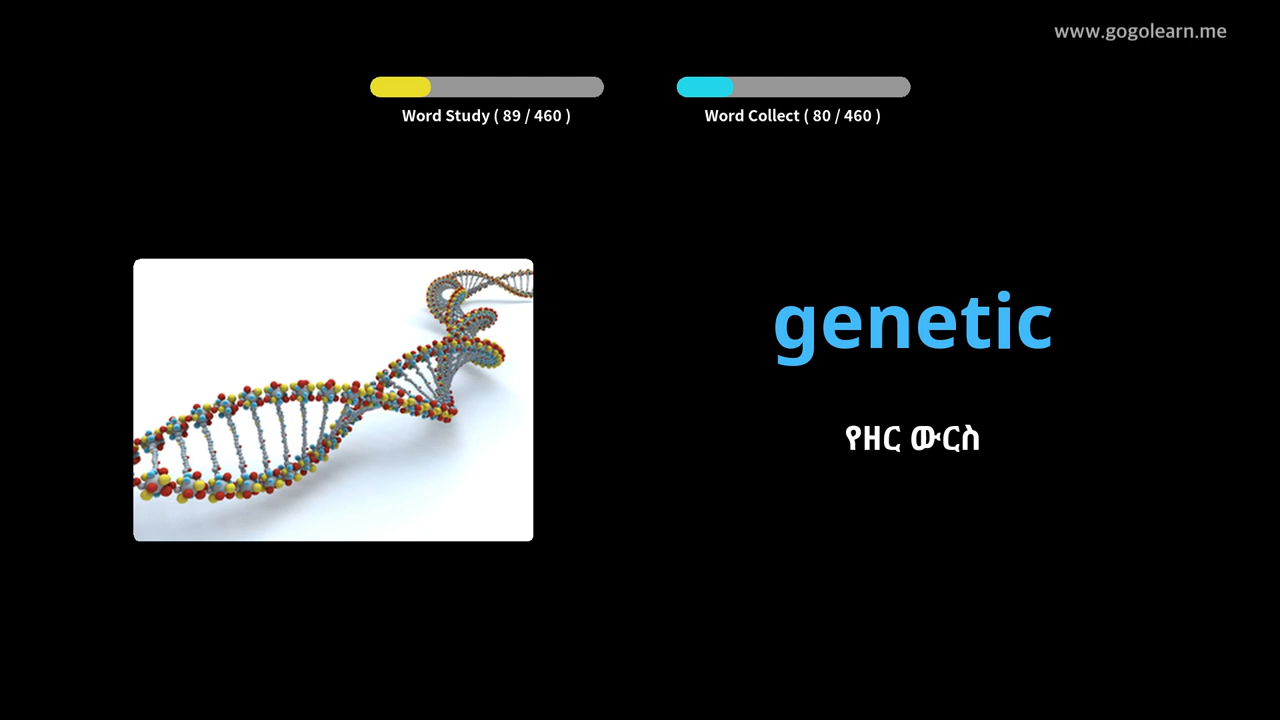 www.gogolearn.me
Word Study ( 89 / 460 )
Word Collect ( 80 / 460 )
genetic
የዘር ውርስ